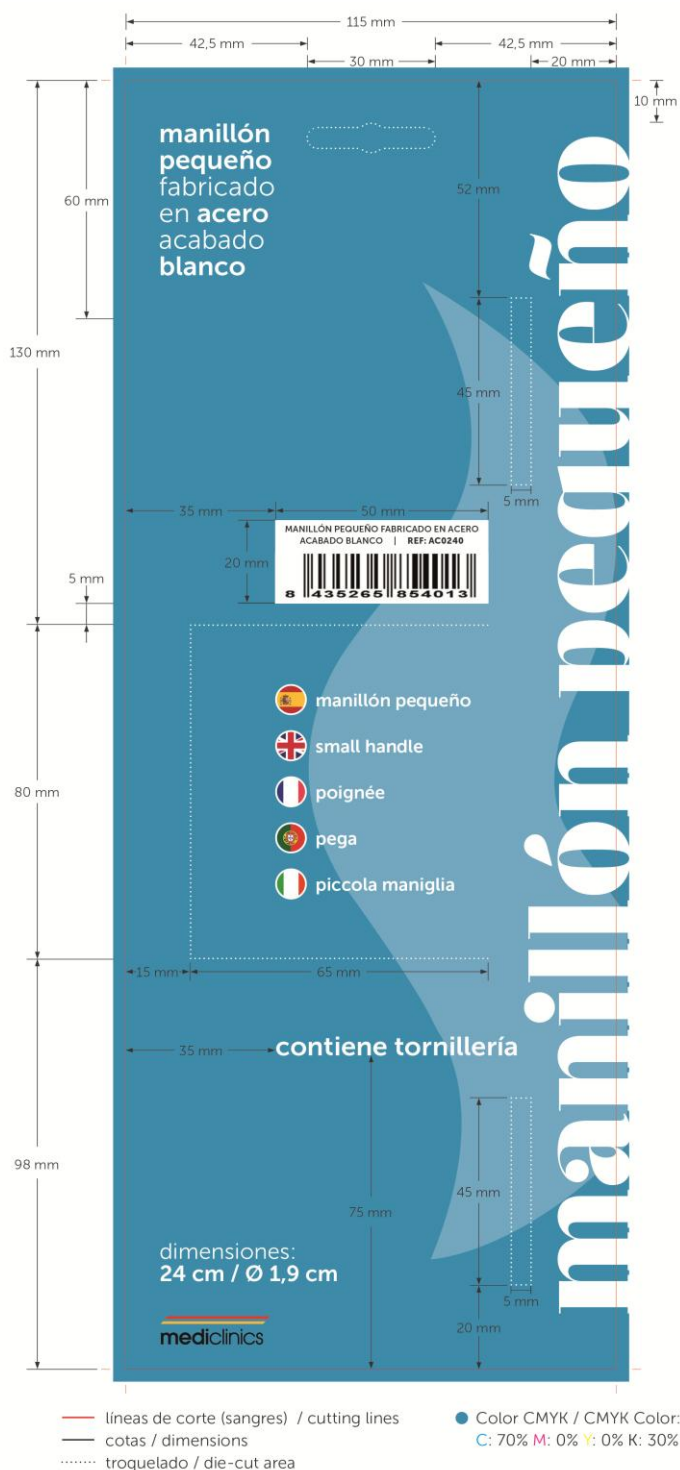 115 mm
42,5 mm
42,5 mm
30 mm
20 mm
10 mm
manillón
pequeño
fabricado
en acero
acabado
blanco
60 mm
52 mm
130 mm
45 mm
5 mm
35 mm
50 mm
MANILLÓN PEQUEÑO FABRICADO EN ACERO
ACABADO BLANCO | REF: AC0240
8 435265 854013
20 mm
5 mm
manillón pequeño
small handle
poignée
pega
piccola maniglia
80 mm
15 mm
65 mm
35 mm
contiene tornillería
98 mm
45 mm
75 mm
5 mm
20 mm
dimensiones:
24 cm / Ø 1,9 cm
mediclinics
manillón pequeño
líneas de corte (sangres) / cutting lines
cotas / dimensions
troquelado / die-cut area
Color CMYK / CMYK Color:
C: 70% M: 0% Y: 0% K: 30%